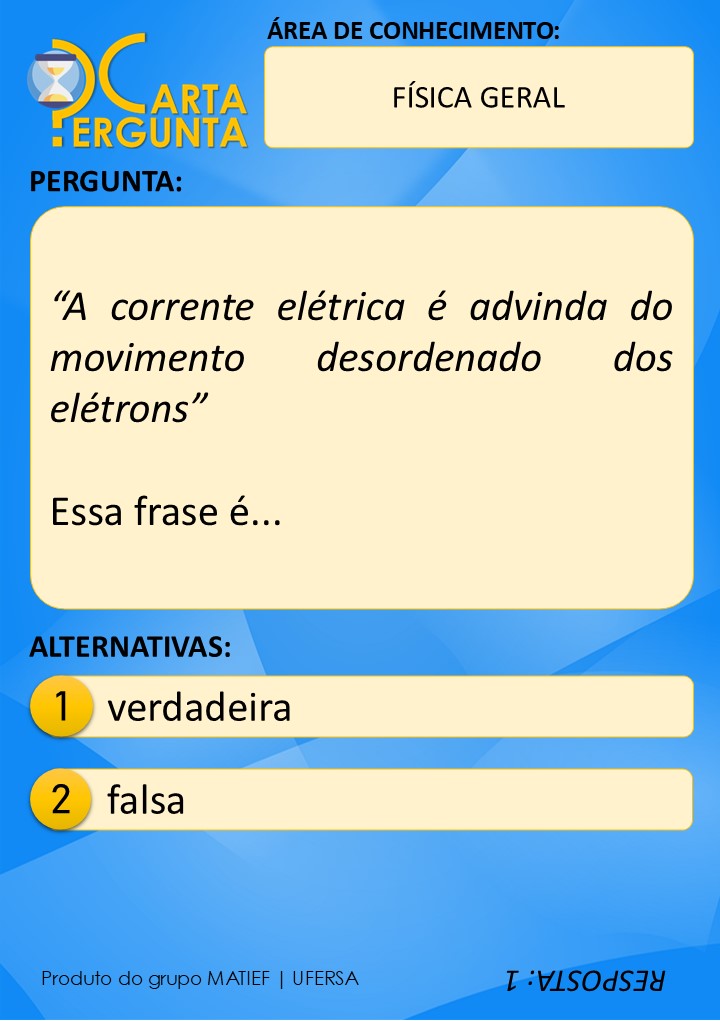 ÁREA DE CONHECIMENTO:
CARTA
PERGUNTA
FÍSICA GERAL
PERGUNTA:
“A corrente elétrica é advinda do
movimento desordenado dos
elétrons”
Essa frase é...
ALTERNATIVAS:
1 verdadeira
2 falsa
Produto do grupo MATIEF | UFERSA
RESPOSTA: 1